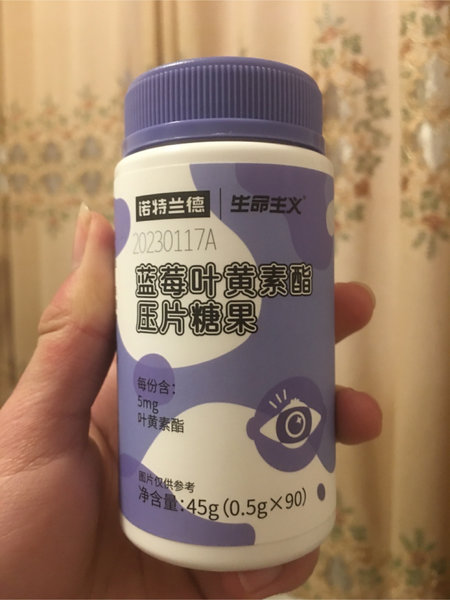 诺特兰德 生命主义®
20230117A
蓝莓叶黄素酯
压片糖果
每份含:
5mg
叶黄素酯
图片仅供参考
净含量:45g(0.5g×90)